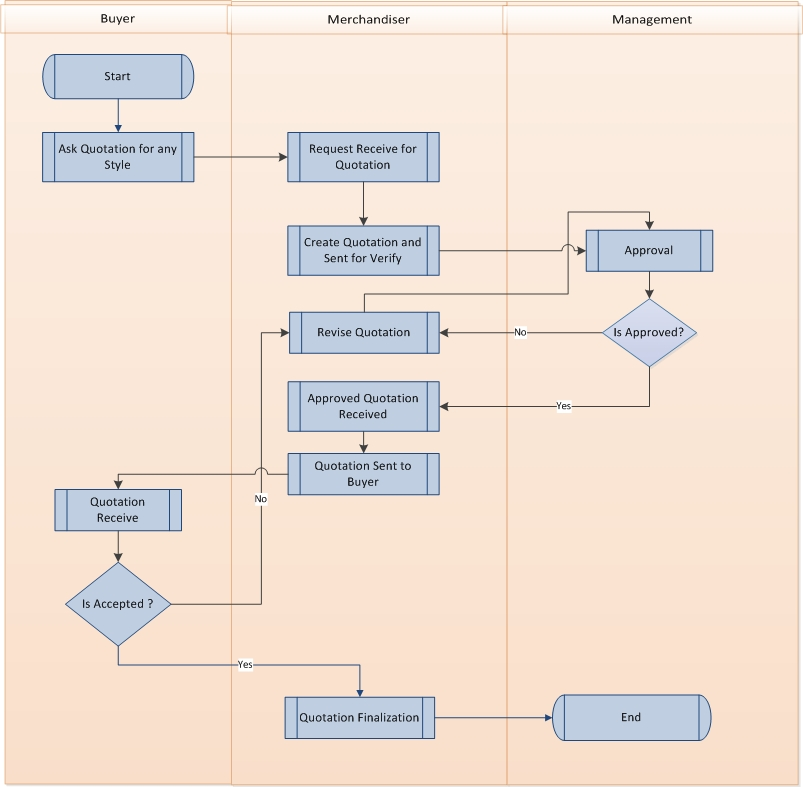 Buyer
Merchandiser
Management
Start
Ask Quotation for any
Style
Request Receive for
Quotation
Create Quotation and
Sent for Verify
Approval
Revise Quotation
No
Is Approved?
Approved Quotation
Received
Yes
Quotation Sent to
Buyer
Quotation
Receive
No
Is Accepted ?
Yes
Quotation Finalization
End